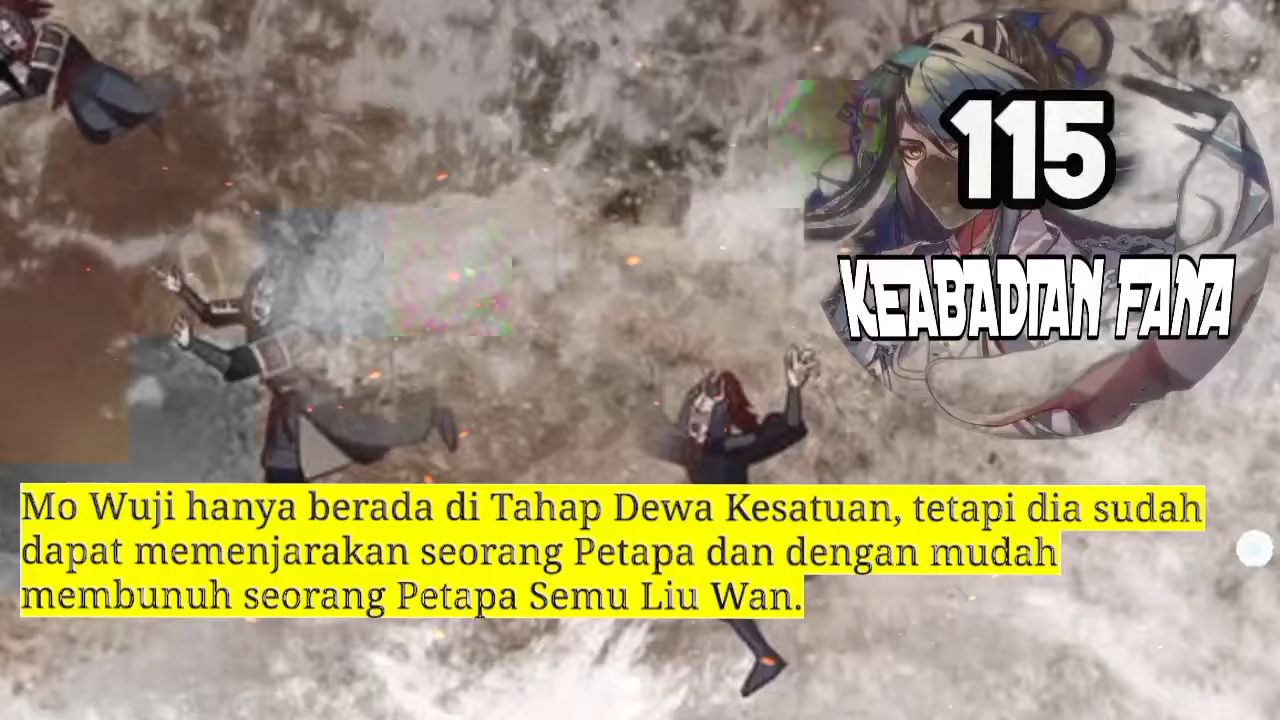 115
KEABADIAN FANA
Mo Wuji hanya berada di Tahap Dewa Kesatuan, tetapi dia sudah
dapat memenjarakan seorang Petapa dan dengan mudah
membunuh seorang Petapa Semu Liu Wan.